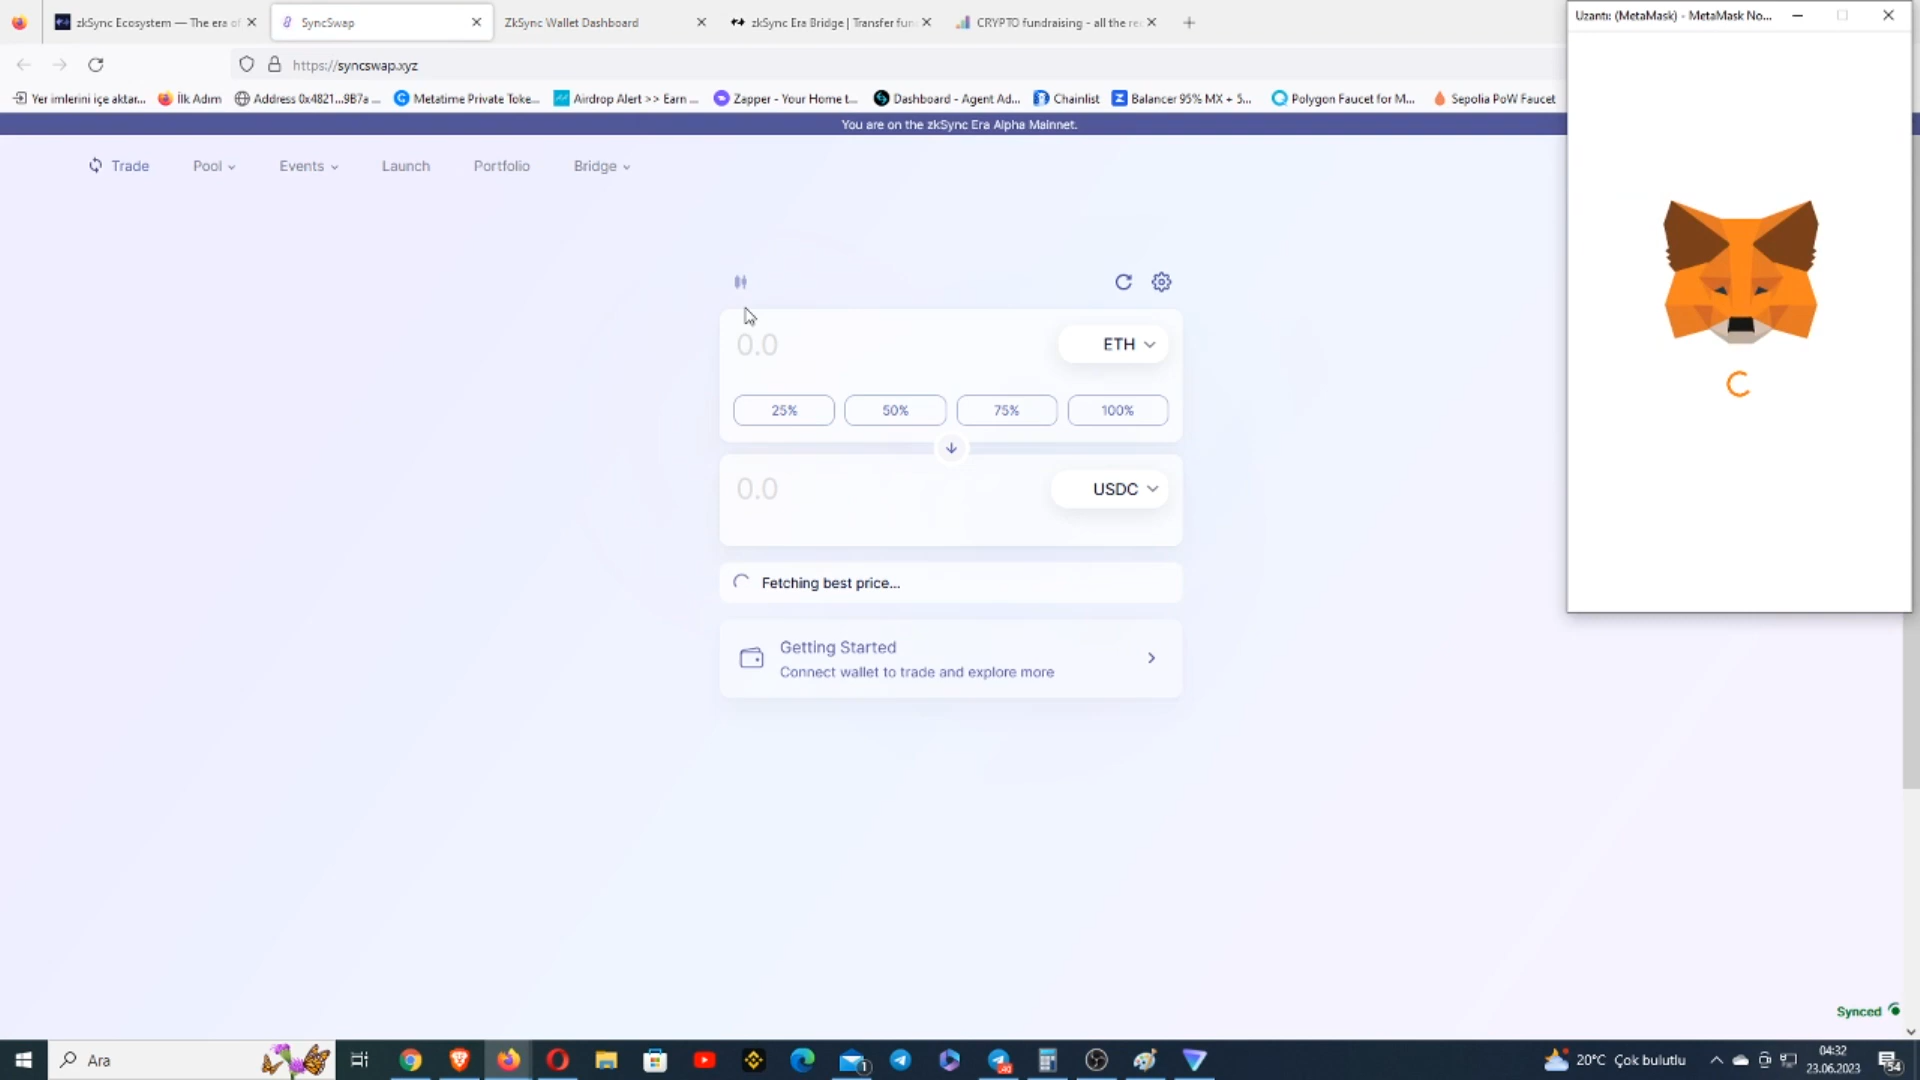 zkSync Ecosystem — The era of
SyncSwap
ZkSync Wallet Dashboard
zkSync Era Bridge | Transfer fun
CRYPTO fundraising - all the rec
Uzantı: (MetaMask) - MetaMask No...
https://syncswap.xyz
Yer imlerini içe aktar...
İlk Adım
Address 0x4821...9B7a ...
Metatime Private Toke...
Airdrop Alert >> Earn ...
Zapper - Your Home t...
Dashboard - Agent Ad...
Chainlist
Balancer 95% MX + 5...
Polygon Faucet for M...
Sepolia PoW Faucet
You are on the zkSync Era Alpha Mainnet.
Trade
Pool
Events
Launch
Portfolio
Bridge
0.0
ETH
25%
50%
75%
100%
0.0
USDC
Fetching best price...
Getting Started
Connect wallet to trade and explore more
Synced
Ara
1
20°C Çok bulutlu
04:32
23.06.2023
54